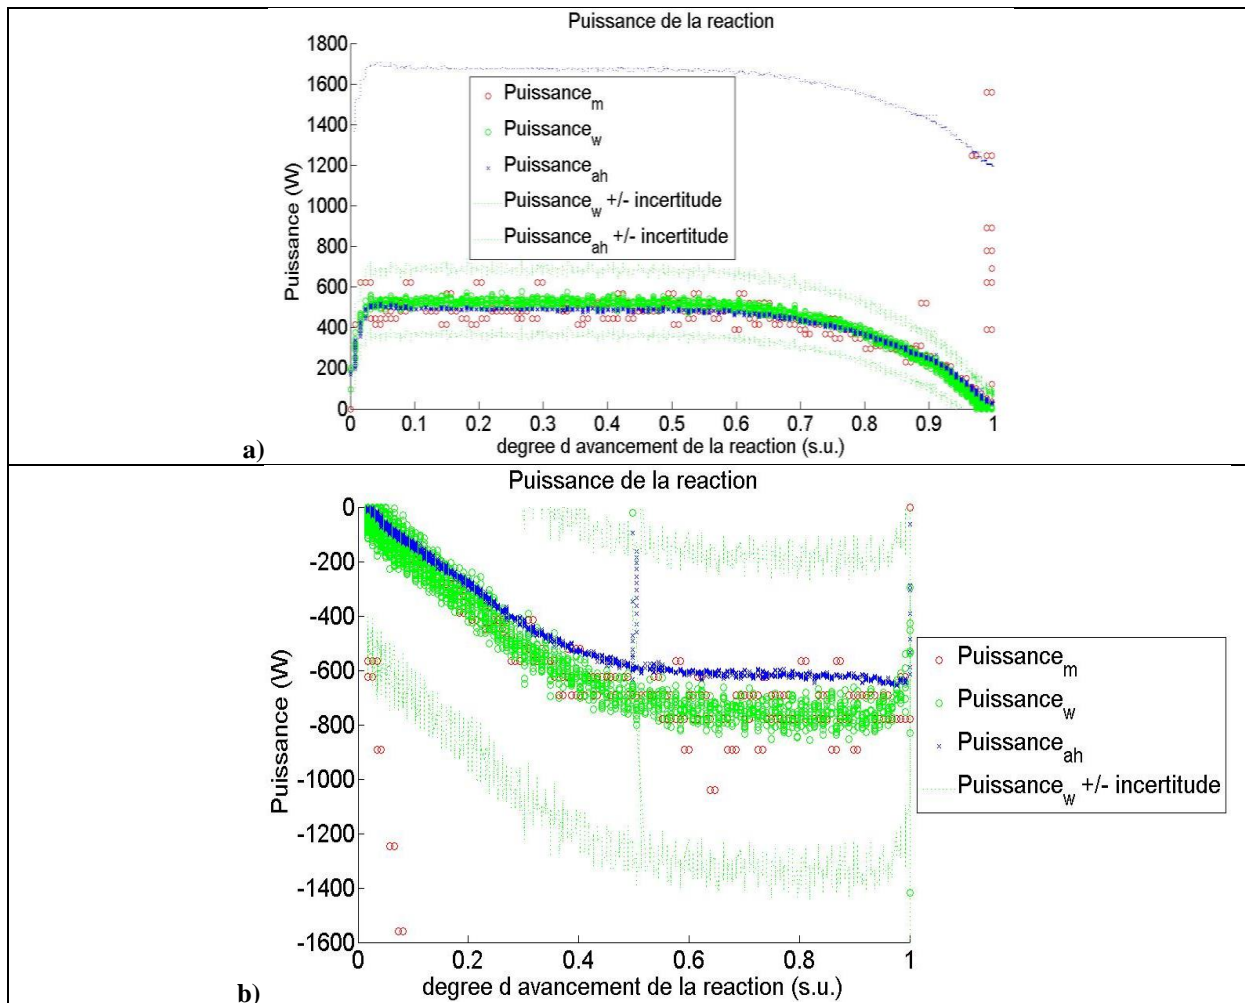 Puissance de la reaction
1800
1600
1400
1200
1000
800
600
400
200
0
Puissance (W)
Puissance_m
Puissance_w
Puissance_ah
Puissance_w +/- incertitude
Puissance_ah +/- incertitude
0 0.1 0.2 0.3 0.4 0.5 0.6 0.7 0.8 0.9 1
degree d avancement de la reaction (s.u.)
a)
Puissance de la reaction
0
-200
-400
-600
-800
-1000
-1200
-1400
-1600
Puissance (W)
Puissance_m
Puissance_w
Puissance_ah
Puissance_w +/- incertitude
0 0.2 0.4 0.6 0.8 1
degree d avancement de la reaction (s.u.)
b)